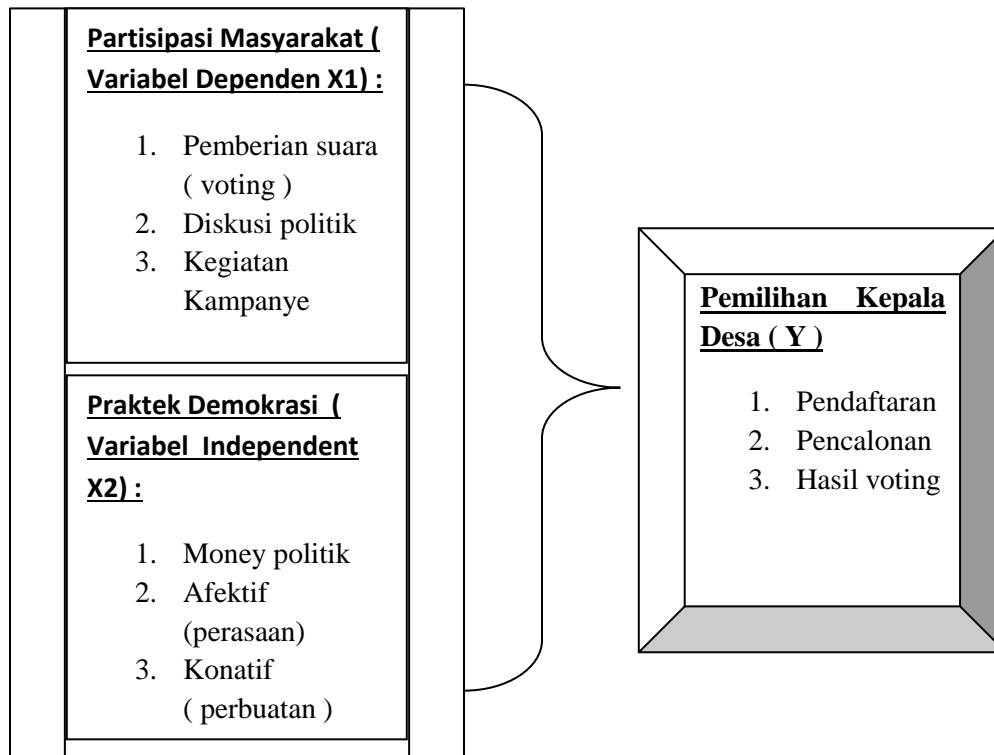 Partisipasi Masyarakat (
Variabel Dependen X1) :
1. Pemberian suara
( voting )
2. Diskusi politik
3. Kegiatan
Kampanye
Praktek Demokrasi (
Variabel Independent
X2) :
1. Money politik
2. Afektif
(perasaan)
3. Konatif
( perbuatan )
Pemilihan Kepala
Desa ( Y )
1. Pendaftaran
2. Pencalonan
3. Hasil voting